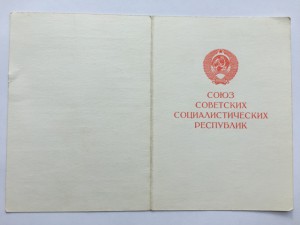 СОЮЗ
СОВЕТСКИХ
СОЦИАЛИСТИЧЕСКИХ
РЕСПУБЛИК